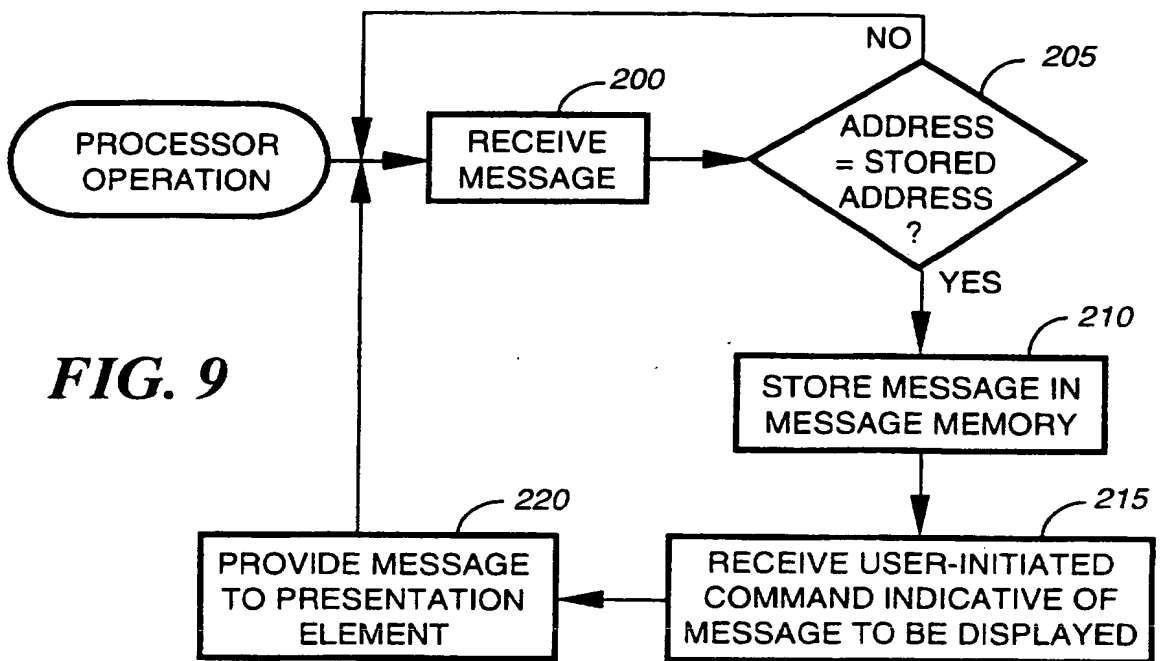 NO
205
200
PROCESSOR
OPERATION
RECEIVE
MESSAGE
ADDRESS
= STORED
ADDRESS
?
YES
210
FIG. 9
STORE MESSAGE IN
MESSAGE MEMORY
220
215
PROVIDE MESSAGE
TO PRESENTATION
ELEMENT
RECEIVE USER-INITIATED
COMMAND INDICATIVE OF
MESSAGE TO BE DISPLAYED